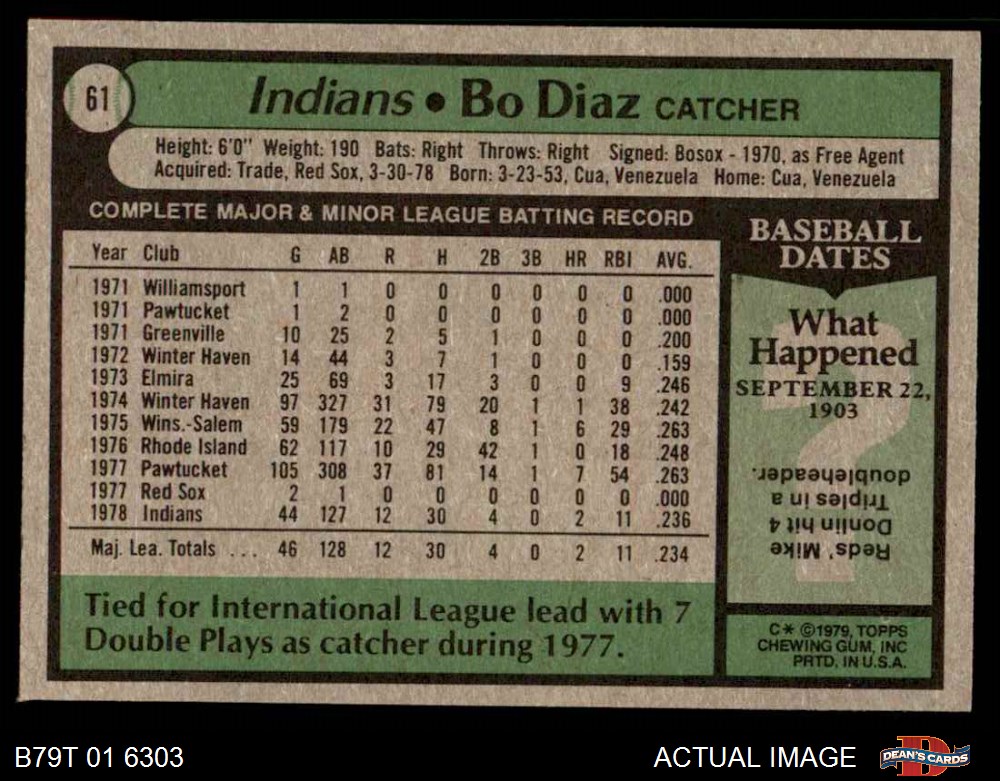 61
Indians • Bo Diaz CATCHER
Height: 6'0" Weight: 190 Bats: Right Throws: Right Signed: Bosox - 1970, as Free Agent
Acquired: Trade, Red Sox, 3-30-78 Born: 3-23-53, Cua, Venezuela Home: Cua, Venezuela
COMPLETE MAJOR & MINOR LEAGUE BATTING RECORD
Year Club G AB R H 2B 3B HR RBI AVG.
1971 Williamsport 1 1 0 0 0 0 0 0 .000
1971 Pawtucket 1 2 0 0 0 0 0 0 .000
1971 Greenville 10 25 2 5 1 0 0 0 .200
1972 Winter Haven 14 44 3 7 1 0 0 0 .159
1973 Elmira 25 69 3 17 3 0 0 9 .246
1974 Winter Haven 97 327 31 79 20 1 1 38 .242
1975 Wins.-Salem 59 179 22 47 8 1 6 29 .263
1976 Rhode Island 62 117 10 29 42 1 0 18 .248
1977 Pawtucket 105 308 37 81 14 1 7 54 .263
1977 Red Sox 2 1 0 0 0 0 0 0 .000
1978 Indians 44 127 12 30 4 0 2 11 .236
Maj. Lea. Totals ... 46 128 12 30 4 0 2 11 .234
Tied for International League lead with 7
Double Plays as catcher during 1977.
BASEBALL
DATES
What
Happened
SEPTEMBER 22,
1903
Reds' Mike
Donlin hit 4
Triples in a
doubleheader.
C* ©1979, TOPPS
CHEWING GUM, INC
PRTD. IN U.S.A.
B79T 01 6303
ACTUAL IMAGE
DEAN'S CARDS